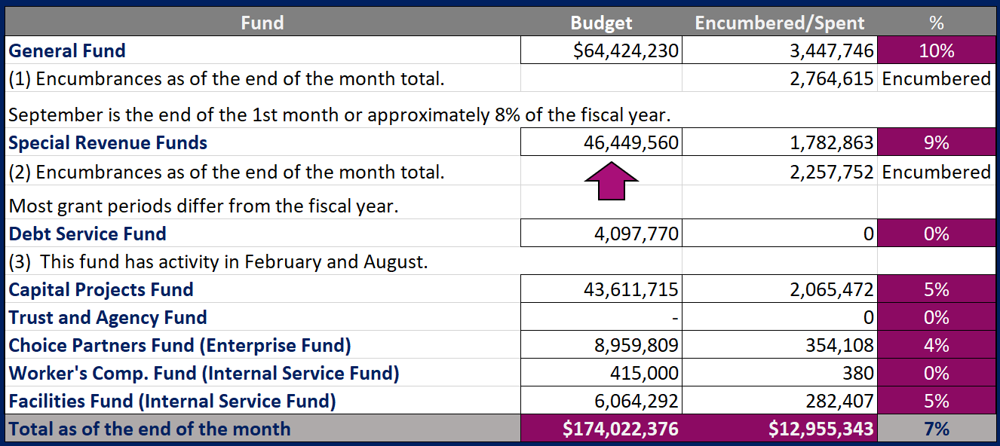 Fund Budget Encumbered/Spent %
General Fund $64,424,230 3,447,746 10%
(1) Encumbrances as of the end of the month total. 2,764,615 Encumbered
September is the end of the 1st month or approximately 8% of the fiscal year.
Special Revenue Funds 46,449,560 1,782,863 9%
(2) Encumbrances as of the end of the month total. 2,257,752 Encumbered
Most grant periods differ from the fiscal year.
Debt Service Fund 4,097,770 0 0%
(3)  This fund has activity in February and August.
Capital Projects Fund 43,611,715 2,065,472 5%
Trust and Agency Fund - 0 0%
Choice Partners Fund (Enterprise Fund) 8,959,809 354,108 4%
Worker's Comp. Fund (Internal Service Fund) 415,000 380 0%
Facilities Fund (Internal Service Fund) 6,064,292 282,407 5%
Total as of the end of the month $174,022,376 $12,955,343 7%